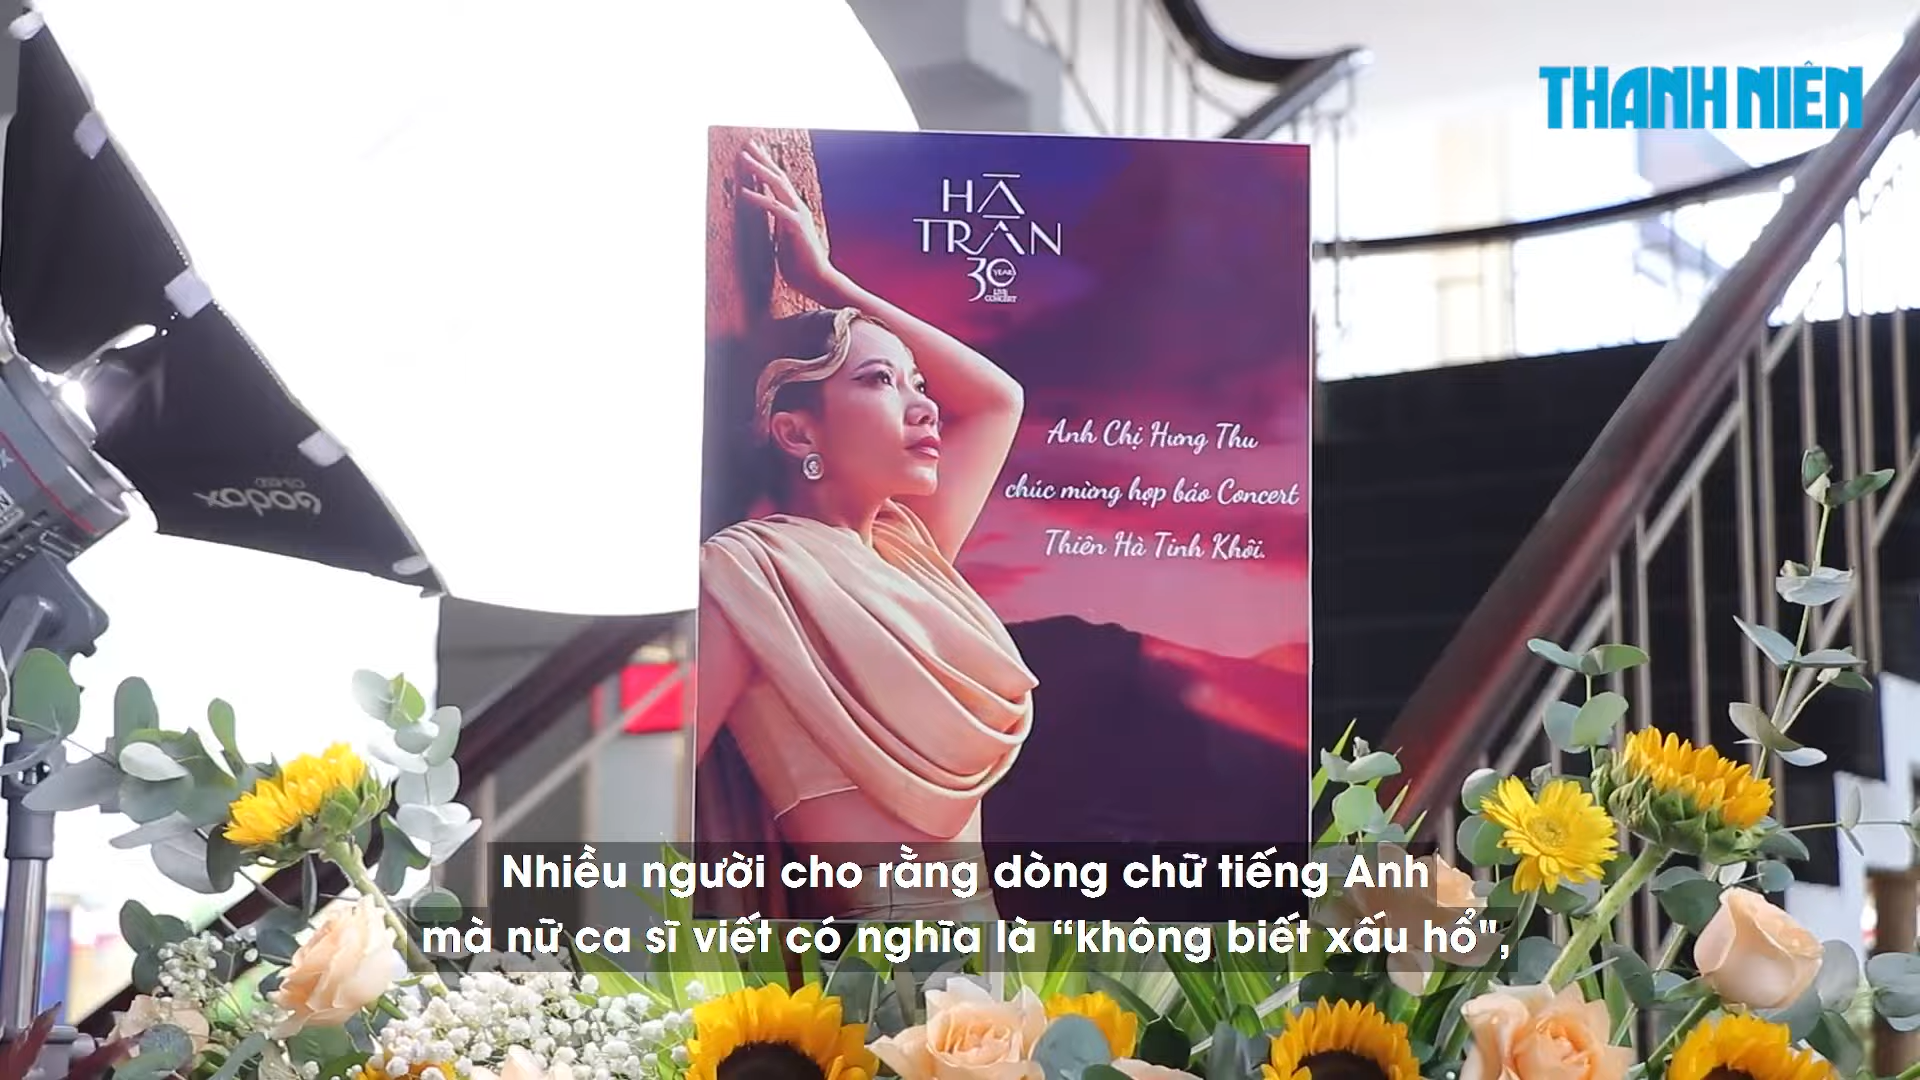 THANH NIÊN
HÀ
TRẦN
30
YEARS
LIVE
CONCERT
Anh Chị Hưng Thu
chúc mừng họp báo Concert
Thiên Hà Tinh Khôi.
Godox
Nhiều người cho rằng dòng chữ tiếng Anh
mà nữ ca sĩ viết có nghĩa là “không biết xấu hổ",